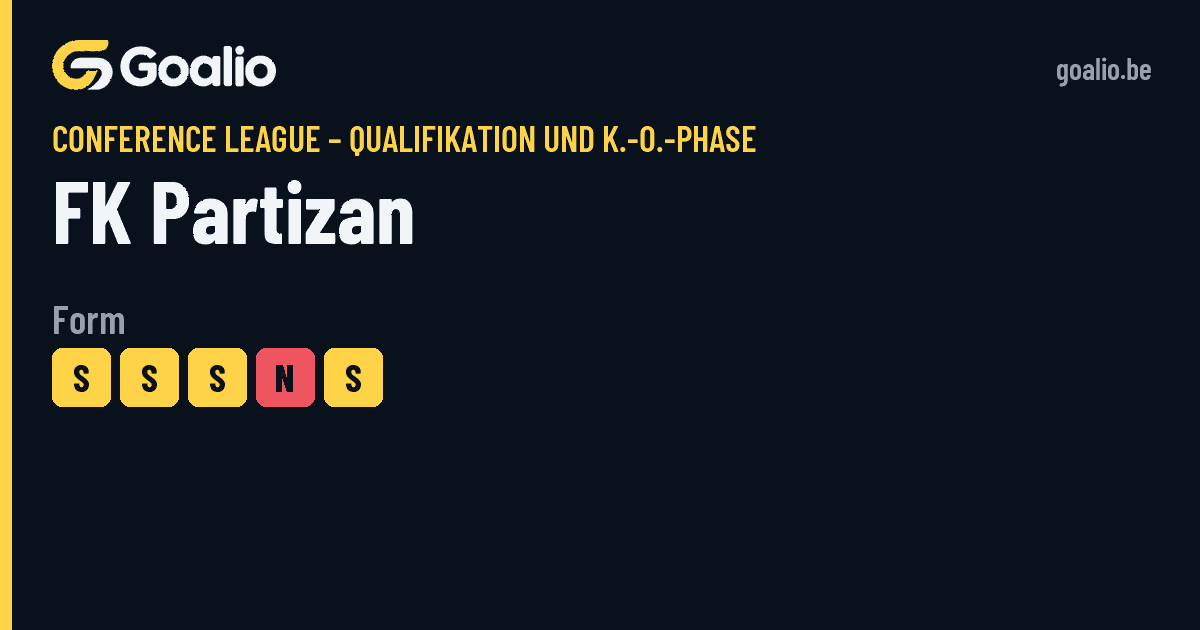 Goalio
goalio.be
CONFERENCE LEAGUE – QUALIFIKATION UND K.-O.-PHASE
FK Partizan
Form
S S S N S